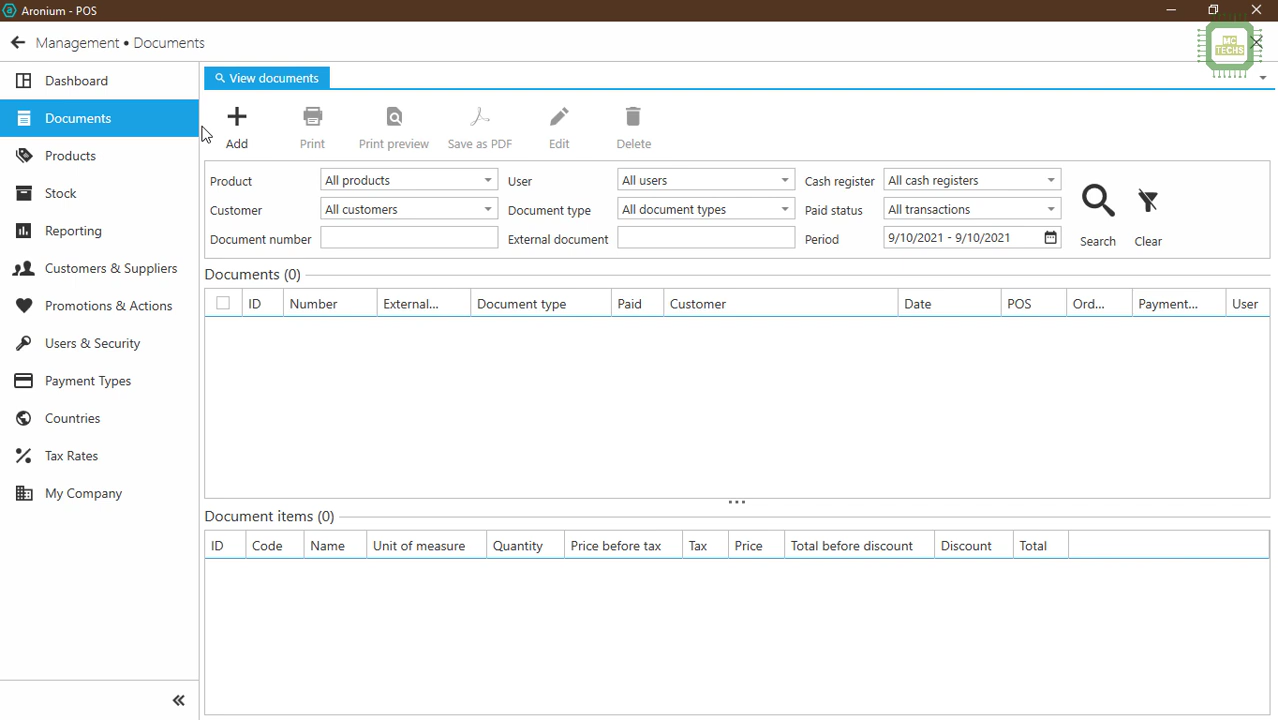 Aronium - POS
Management • Documents
MC TECHS
Dashboard
Documents
Products
Stock
Reporting
Customers & Suppliers
Promotions & Actions
Users & Security
Payment Types
Countries
Tax Rates
My Company
View documents
Add Print Print preview Save as PDF Edit Delete
Product All products User All users Cash register All cash registers
Customer All customers Document type All document types Paid status All transactions
Document number External document Period 9/10/2021 - 9/10/2021
Search Clear
Documents (0)
ID Number External... Document type Paid Customer Date POS Ord... Payment... User
Document items (0)
ID Code Name Unit of measure Quantity Price before tax Tax Price Total before discount Discount Total